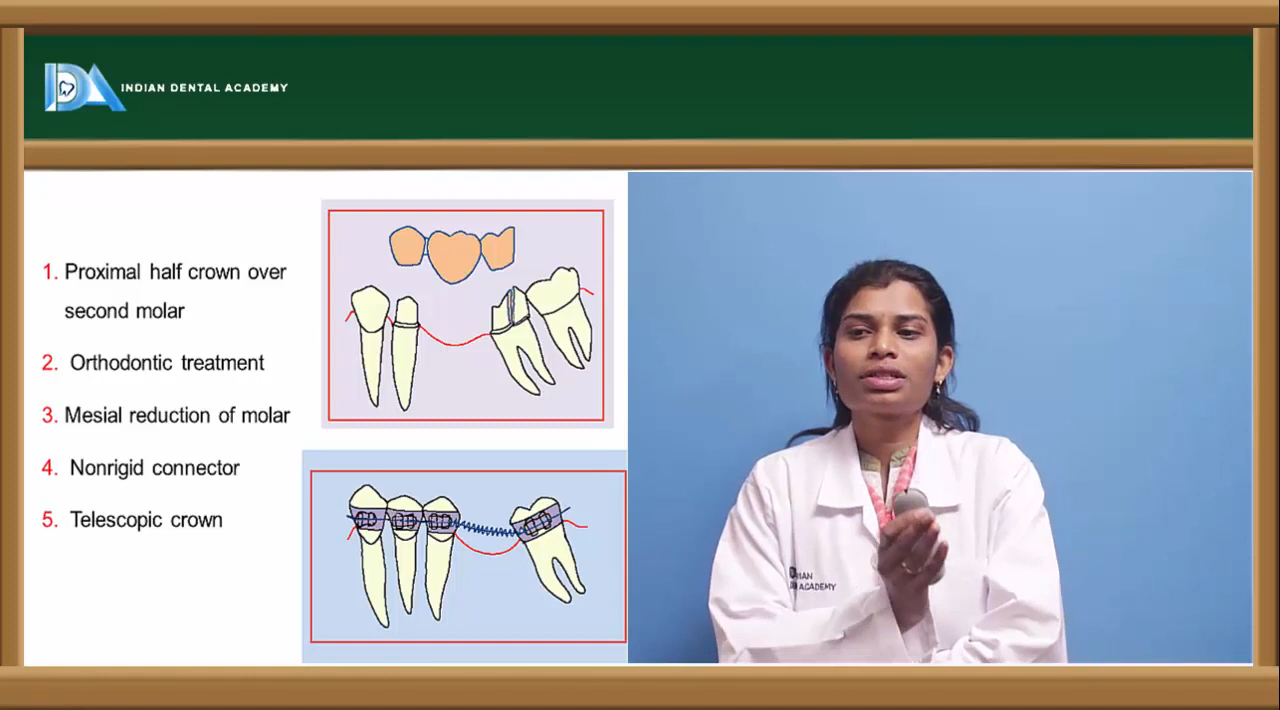 INDIAN DENTAL ACADEMY
1. Proximal half crown over
second molar
2. Orthodontic treatment
3. Mesial reduction of molar
4. Nonrigid connector
5. Telescopic crown
ACADEMY